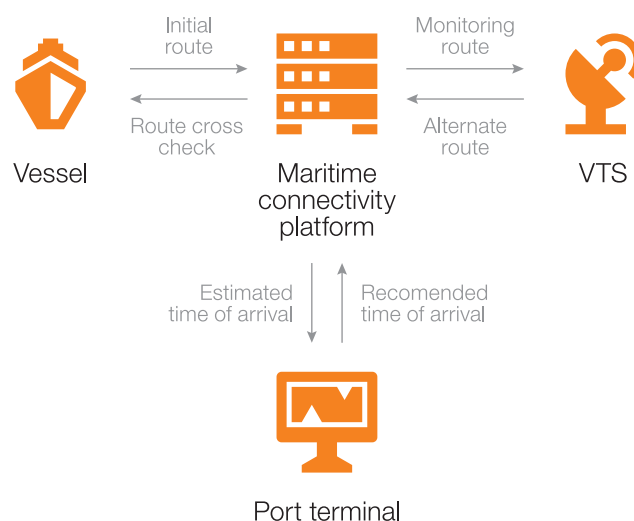 Initial
route
Monitoring
route
Route cross
check
Alternate
route
Vessel
Maritime
connectivity
platform
VTS
Estimated
time of arrival
Recomended
time of arrival
Port terminal